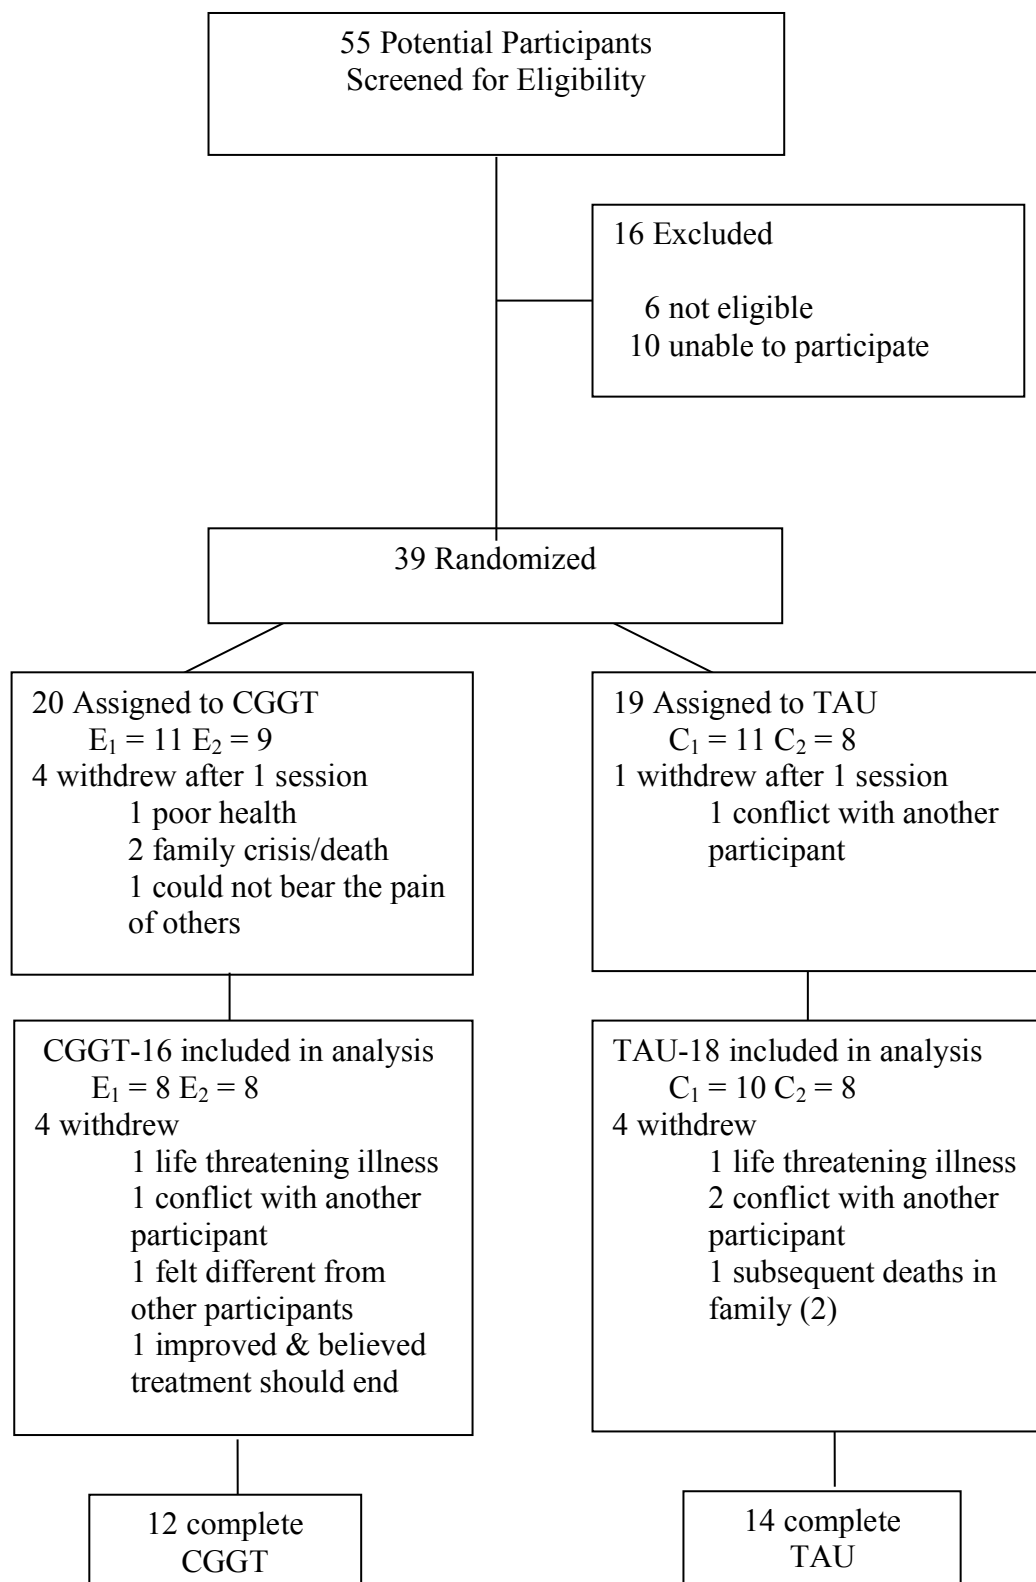 55 Potential Participants
Screened for Eligibility
16 Excluded
6 not eligible
10 unable to participate
39 Randomized
20 Assigned to CGGT
E₁ = 11 E₂ = 9
4 withdrew after 1 session
1 poor health
2 family crisis/death
1 could not bear the pain
of others
19 Assigned to TAU
C₁ = 11 C₂ = 8
1 withdrew after 1 session
1 conflict with another
participant
CGGT-16 included in analysis
E₁ = 8 E₂ = 8
4 withdrew
1 life threatening illness
1 conflict with another
participant
1 felt different from
other participants
1 improved & believed
treatment should end
TAU-18 included in analysis
C₁ = 10 C₂ = 8
4 withdrew
1 life threatening illness
2 conflict with another
participant
1 subsequent deaths in
family (2)
12 complete
CGGT
14 complete
TAU